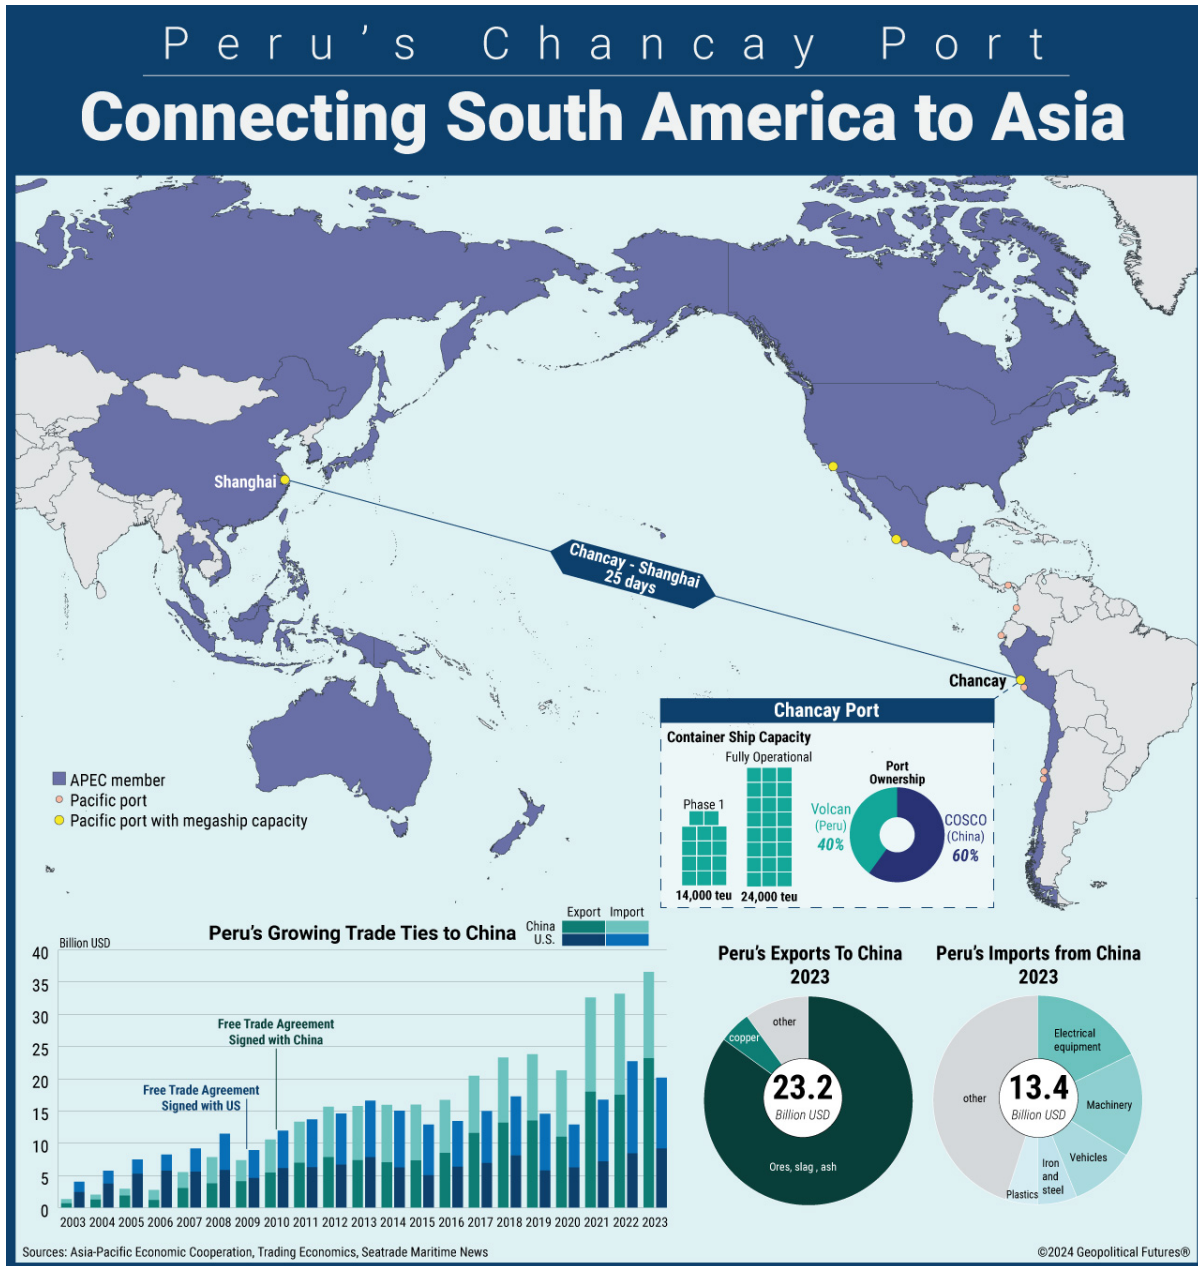 Peru's Chancay Port
Connecting South America to Asia
Shanghai
Chancay - Shanghai
25 days
Chancay
APEC member
Pacific port
Pacific port with megaship capacity
Chancay Port
Container Ship Capacity
Fully Operational
Phase 1
14,000 teu
24,000 teu
Port
Ownership
Volcan
(Peru)
40%
COSCO
(China)
60%
Peru's Growing Trade Ties to China
Export Import
China
U.S.
Billion USD
40
35
30
25
20
15
10
5
0
Free Trade Agreement
Signed with China
Free Trade Agreement
Signed with US
2003 2004 2005 2006 2007 2008 2009 2010 2011 2012 2013 2014 2015 2016 2017 2018 2019 2020 2021 2022 2023
Peru's Exports To China
2023
other
copper
23.2
Billion USD
Ores, slag , ash
Peru's Imports from China
2023
Electrical
equipment
Machinery
Vehicles
Iron
and
steel
Plastics
other
13.4
Billion USD
Sources: Asia-Pacific Economic Cooperation, Trading Economics, Seatrade Maritime News
©2024 Geopolitical Futures®